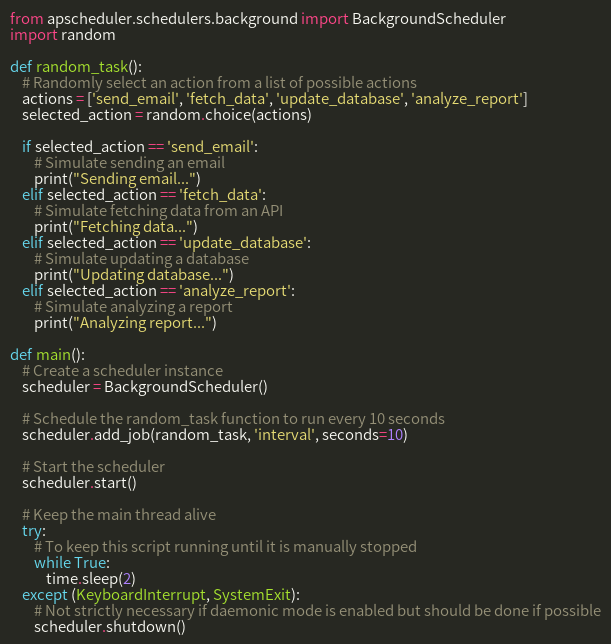 from apscheduler.schedulers.background import BackgroundScheduler
import random

def random_task():
    # Randomly select an action from a list of possible actions
    actions = ['send_email', 'fetch_data', 'update_database', 'analyze_report']
    selected_action = random.choice(actions)

    if selected_action == 'send_email':
        # Simulate sending an email
        print("Sending email...")
    elif selected_action == 'fetch_data':
        # Simulate fetching data from an API
        print("Fetching data...")
    elif selected_action == 'update_database':
        # Simulate updating a database
        print("Updating database...")
    elif selected_action == 'analyze_report':
        # Simulate analyzing a report
        print("Analyzing report...")

def main():
    # Create a scheduler instance
    scheduler = BackgroundScheduler()

    # Schedule the random_task function to run every 10 seconds
    scheduler.add_job(random_task, 'interval', seconds=10)

    # Start the scheduler
    scheduler.start()

    # Keep the main thread alive
    try:
        # To keep this script running until it is manually stopped
        while True:
            time.sleep(2)
    except (KeyboardInterrupt, SystemExit):
        # Not strictly necessary if daemonic mode is enabled but should be done if possible
        scheduler.shutdown()